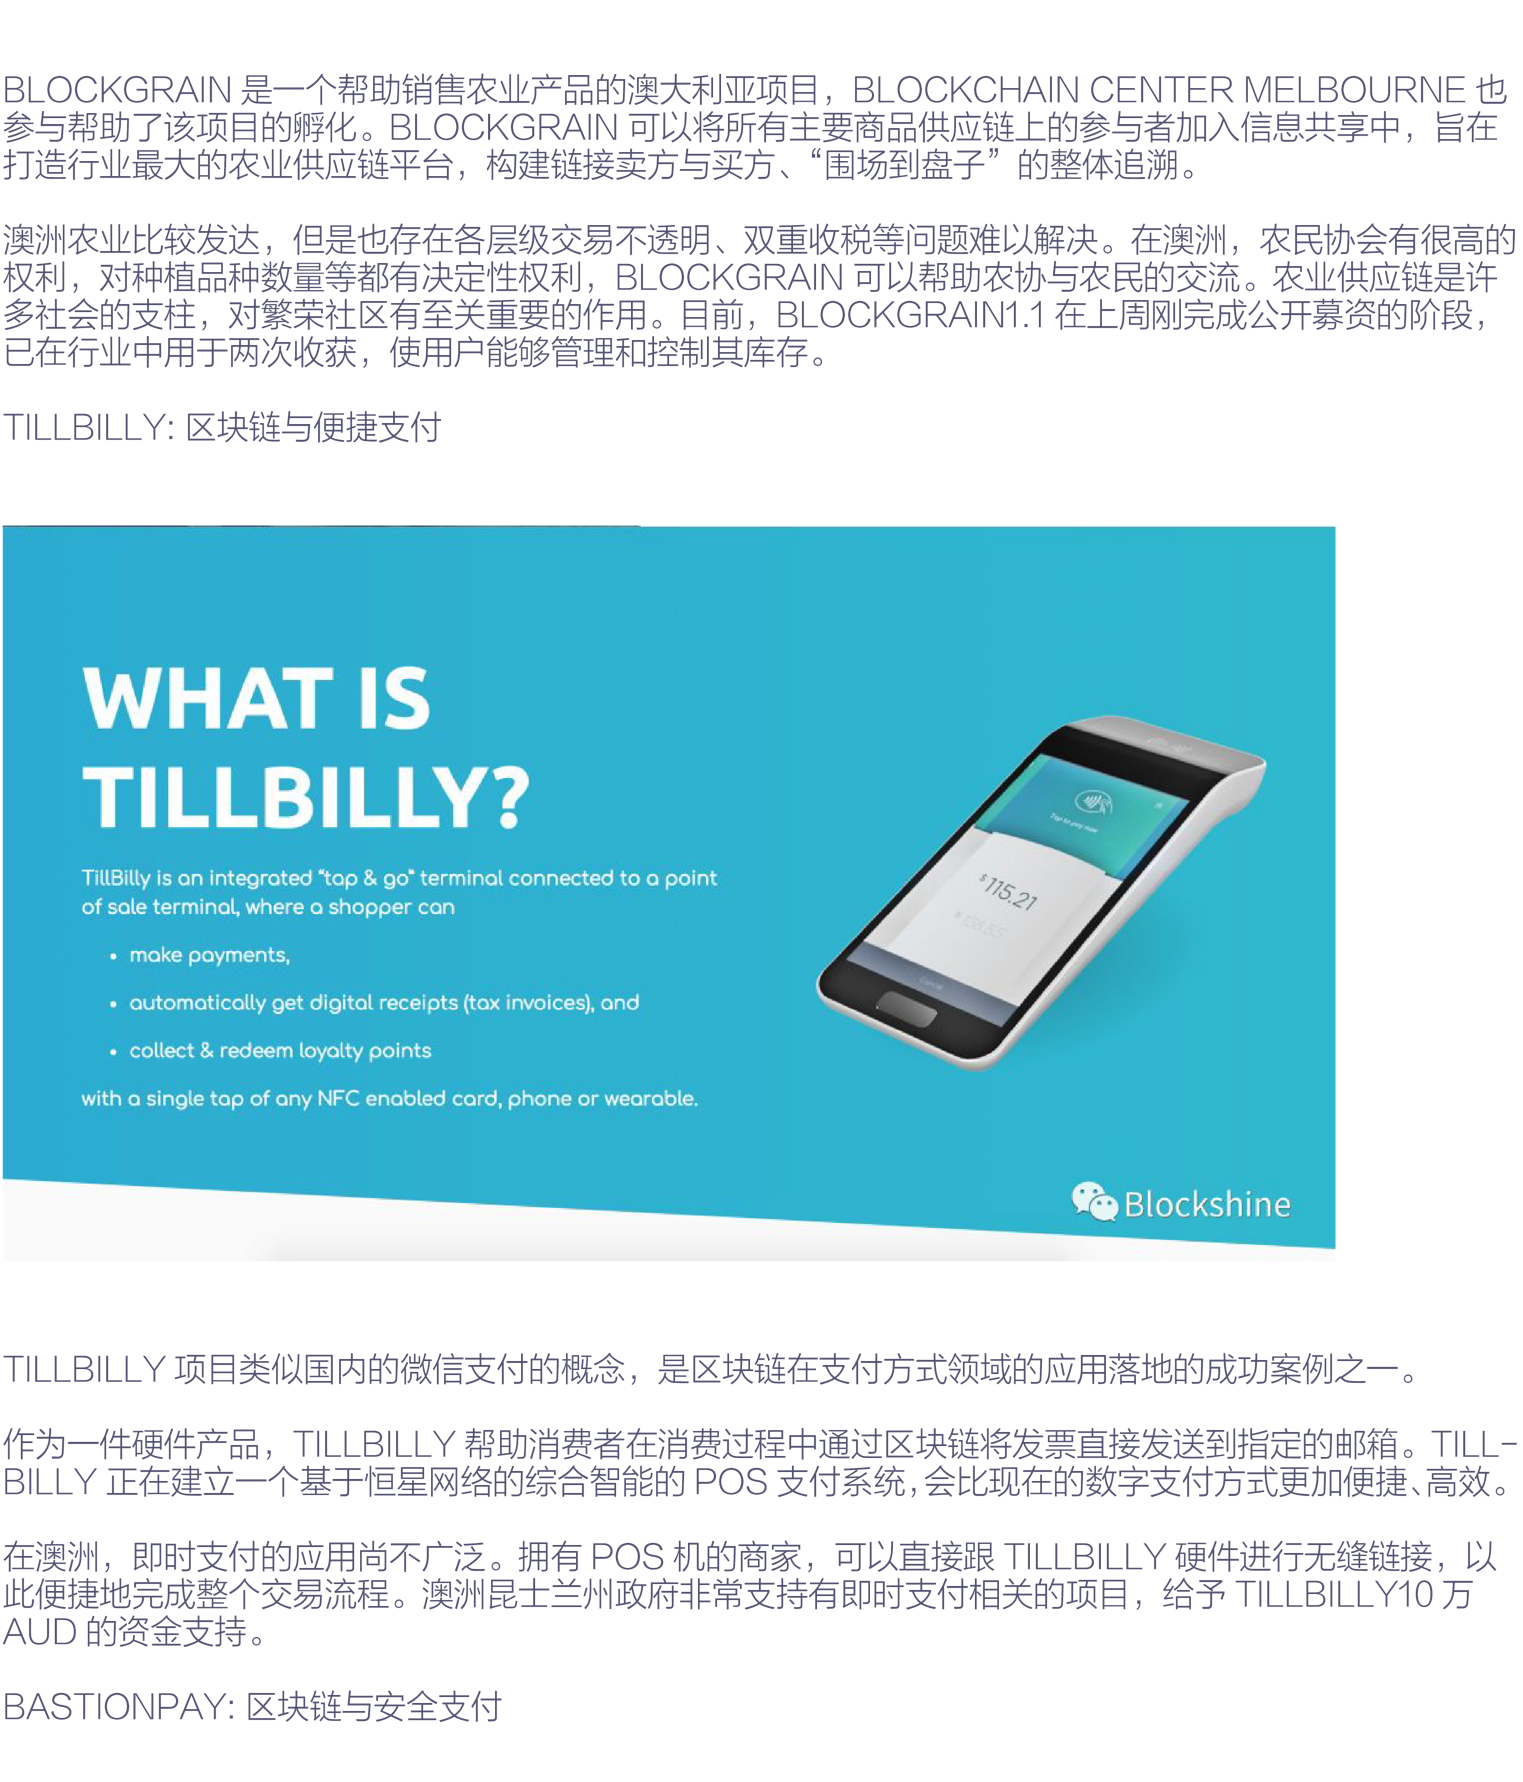 BLOCKGRAIN 是一个帮助销售农业产品的澳大利亚项目，BLOCKCHAIN CENTER MELBOURNE 也
参与帮助了该项目的孵化。BLOCKGRAIN 可以将所有主要商品供应链上的参与者加入信息共享中，旨在
打造行业最大的农业供应链平台，构建链接卖方与买方、“围场到盘子”的整体追溯。
澳洲农业比较发达，但是也存在各层级交易不透明、双重收税等问题难以解决。在澳洲，农民协会有很高的
权利，对种植品种数量等都有决定性权利，BLOCKGRAIN 可以帮助农协与农民的交流。农业供应链是许
多社会的支柱，对繁荣社区有至关重要的作用。目前，BLOCKGRAIN1.1 在上周刚完成公开募资的阶段，
已在行业中用于两次收获，使用户能够管理和控制其库存。
TILLBILLY: 区块链与便捷支付
WHAT IS
TILLBILLY?
TillBilly is an integrated “tap & go” terminal connected to a point
of sale terminal, where a shopper can
• make payments,
• automatically get digital receipts (tax invoices), and
• collect & redeem loyalty points
with a single tap of any NFC enabled card, phone or wearable.
Tap to pay now
$115.21
Blockshine
TILLBILLY 项目类似国内的微信支付的概念，是区块链在支付方式领域的应用落地的成功案例之一。
作为一件硬件产品，TILLBILLY 帮助消费者在消费过程中通过区块链将发票直接发送到指定的邮箱。TILL-
BILLY 正在建立一个基于恒星网络的综合智能的 POS 支付系统，会比现在的数字支付方式更加便捷、高效。
在澳洲，即时支付的应用尚不广泛。拥有 POS 机的商家，可以直接跟 TILLBILLY 硬件进行无缝链接，以
此便捷地完成整个交易流程。澳洲昆士兰州政府非常支持有即时支付相关的项目，给予 TILLBILLY10 万
AUD 的资金支持。
BASTIONPAY: 区块链与安全支付